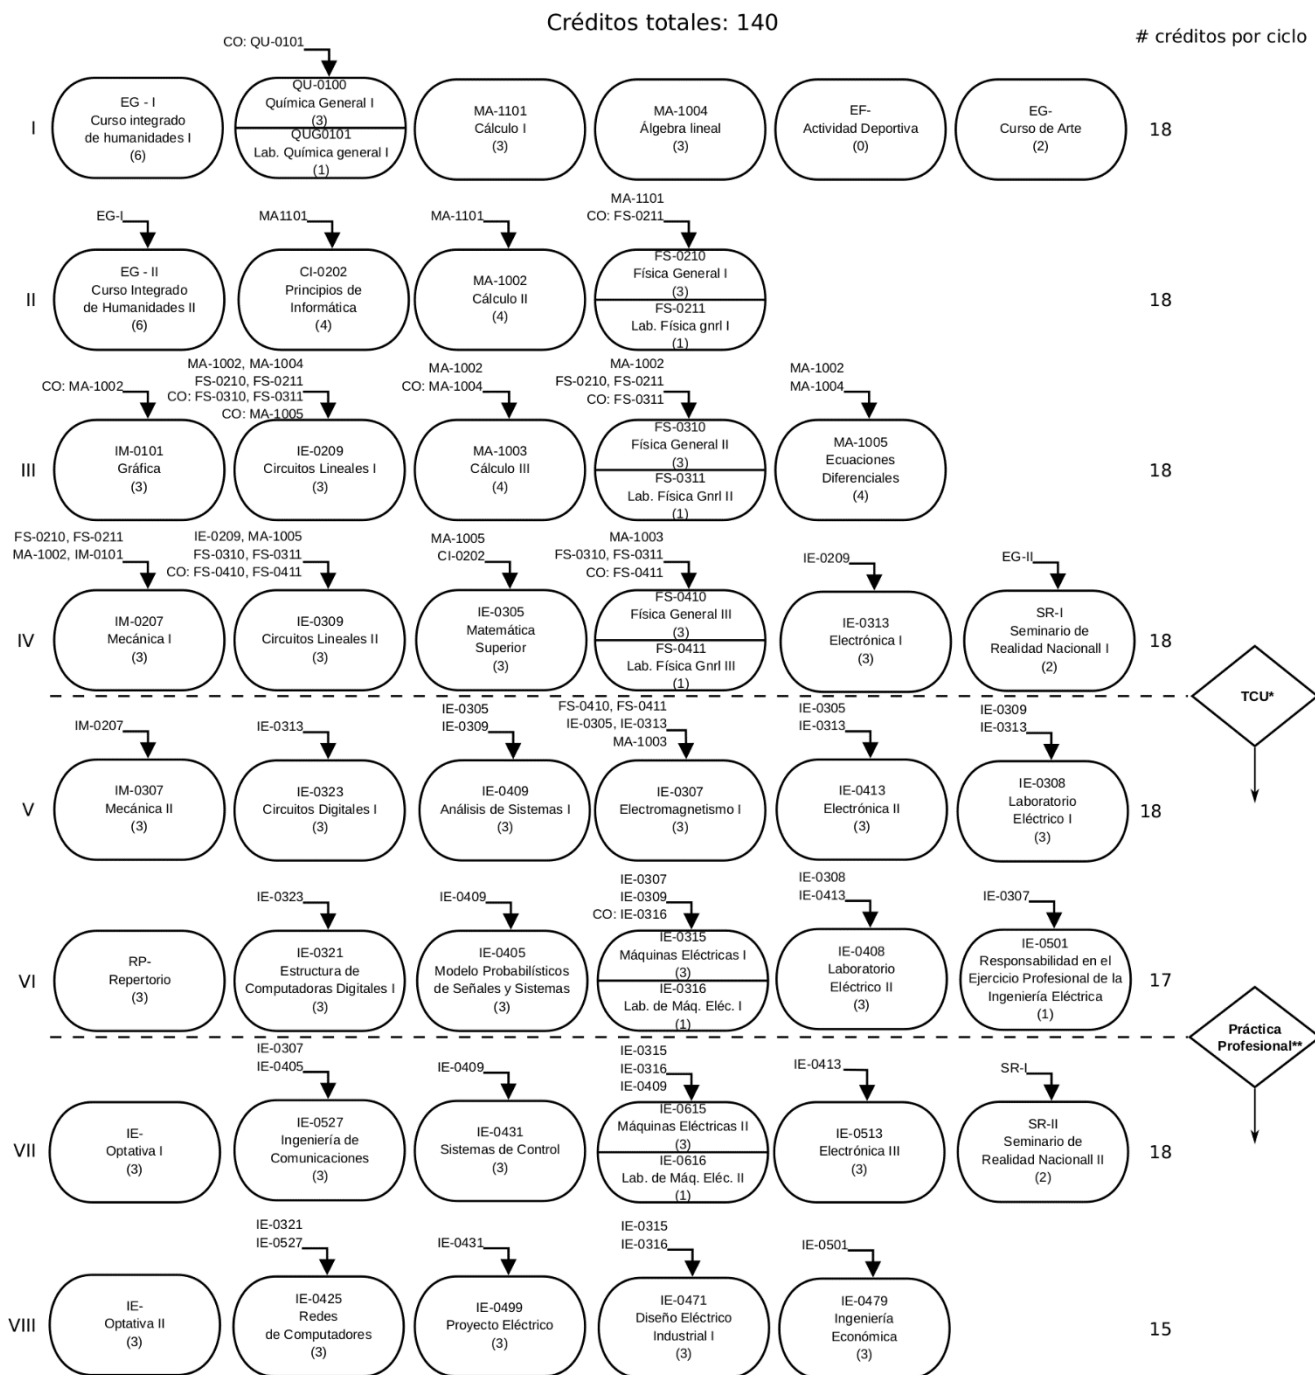 Créditos totales: 140
# créditos por ciclo
CO: QU-0101
I
EG - I
Curso integrado
de humanidades I
(6)
QU-0100
Química General I
(3)
QUG0101
Lab. Química general I
(1)
MA-1101
Cálculo I
(3)
MA-1004
Álgebra lineal
(3)
EF-
Actividad Deportiva
(0)
EG-
Curso de Arte
(2)
18
EG-I
MA1101
MA-1101
MA-1101
CO: FS-0211
II
EG - II
Curso Integrado
de Humanidades II
(6)
CI-0202
Principios de
Informática
(4)
MA-1002
Cálculo II
(4)
FS-0210
Física General I
(3)
FS-0211
Lab. Física gnrl I
(1)
18
CO: MA-1002
MA-1002, MA-1004
FS-0210, FS-0211
CO: FS-0310, FS-0311
CO: MA-1005
MA-1002
CO: MA-1004
MA-1002
FS-0210, FS-0211
CO: FS-0311
MA-1002
MA-1004
III
IM-0101
Gráfica
(3)
IE-0209
Circuitos Lineales I
(3)
MA-1003
Cálculo III
(4)
FS-0310
Física General II
(3)
FS-0311
Lab. Física Gnrl II
(1)
MA-1005
Ecuaciones
Diferenciales
(4)
18
FS-0210, FS-0211
MA-1002, IM-0101
IE-0209, MA-1005
FS-0310, FS-0311
CO: FS-0410, FS-0411
MA-1005
CI-0202
MA-1003
FS-0310, FS-0311
CO: FS-0411
IE-0209
EG-II
IV
IM-0207
Mecánica I
(3)
IE-0309
Circuitos Lineales II
(3)
IE-0305
Matemática
Superior
(3)
FS-0410
Física General III
(3)
FS-0411
Lab. Física Gnrl III
(1)
IE-0313
Electrónica I
(3)
SR-I
Seminario de
Realidad Nacionall I
(2)
18
TCU*
IM-0207
IE-0313
IE-0305
IE-0309
FS-0410, FS-0411
IE-0305, IE-0313
MA-1003
IE-0305
IE-0313
IE-0309
IE-0313
V
IM-0307
Mecánica II
(3)
IE-0323
Circuitos Digitales I
(3)
IE-0409
Análisis de Sistemas I
(3)
IE-0307
Electromagnetismo I
(3)
IE-0413
Electrónica II
(3)
IE-0308
Laboratorio
Eléctrico I
(3)
18
IE-0323
IE-0409
IE-0307
IE-0309
CO: IE-0316
IE-0308
IE-0413
IE-0307
VI
RP-
Repertorio
(3)
IE-0321
Estructura de
Computadoras Digitales I
(3)
IE-0405
Modelo Probabilísticos
de Señales y Sistemas
(3)
IE-0315
Máquinas Eléctricas I
(3)
IE-0316
Lab. de Máq. Eléc. I
(1)
IE-0408
Laboratorio
Eléctrico II
(3)
IE-0501
Responsabilidad en el
Ejercicio Profesional de la
Ingeniería Eléctrica
(1)
17
Práctica
Profesional**
IE-0307
IE-0405
IE-0409
IE-0315
IE-0316
IE-0409
IE-0413
SR-I
VII
IE-
Optativa I
(3)
IE-0527
Ingeniería de
Comunicaciones
(3)
IE-0431
Sistemas de Control
(3)
IE-0615
Máquinas Eléctricas II
(3)
IE-0616
Lab. de Máq. Eléc. II
(1)
IE-0513
Electrónica III
(3)
SR-II
Seminario de
Realidad Nacionall II
(2)
18
IE-0321
IE-0527
IE-0431
IE-0315
IE-0316
IE-0501
VIII
IE-
Optativa II
(3)
IE-0425
Redes
de Computadores
(3)
IE-0499
Proyecto Eléctrico
(3)
IE-0471
Diseño Eléctrico
Industrial I
(3)
IE-0479
Ingeniería
Económica
(3)
15